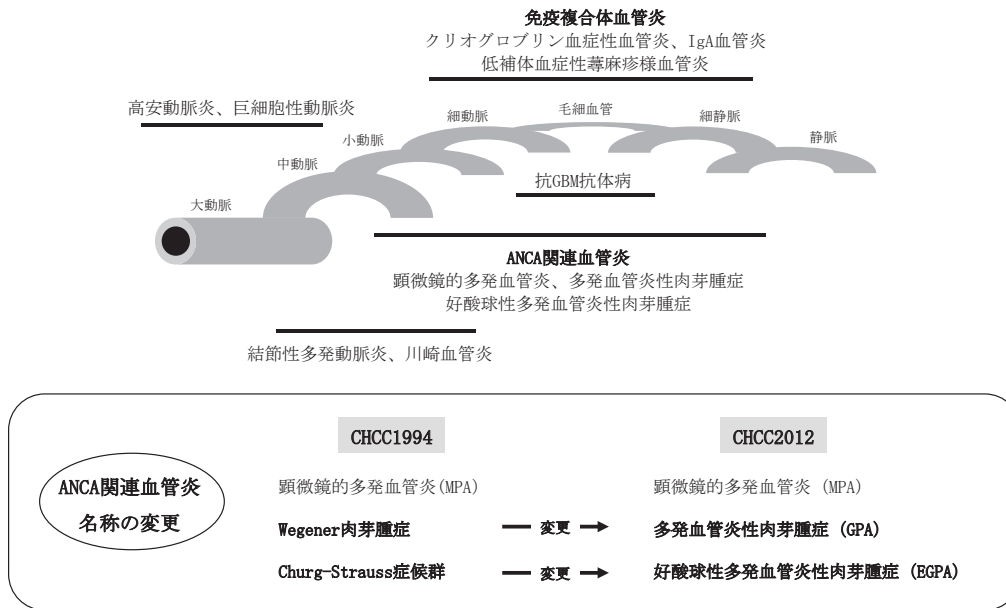 免疫複合体血管炎
クリオグロブリン血症性血管炎、IgA血管炎
低補体血症性蕁麻疹様血管炎
高安動脈炎、巨細胞性動脈炎
大動脈
中動脈
小動脈
細動脈
毛細血管
細静脈
静脈
抗GBM抗体病
ANCA関連血管炎
顕微鏡的多発血管炎、多発血管炎性肉芽腫症
好酸球性多発血管炎性肉芽腫症
結節性多発動脈炎、川崎血管炎
ANCA関連血管炎
名称の変更
CHCC1994
CHCC2012
顕微鏡的多発血管炎(MPA)
顕微鏡的多発血管炎 (MPA)
Wegener肉芽腫症 変更 多発血管炎性肉芽腫症 (GPA)
Churg-Strauss症候群 変更 好酸球性多発血管炎性肉芽腫症 (EGPA)